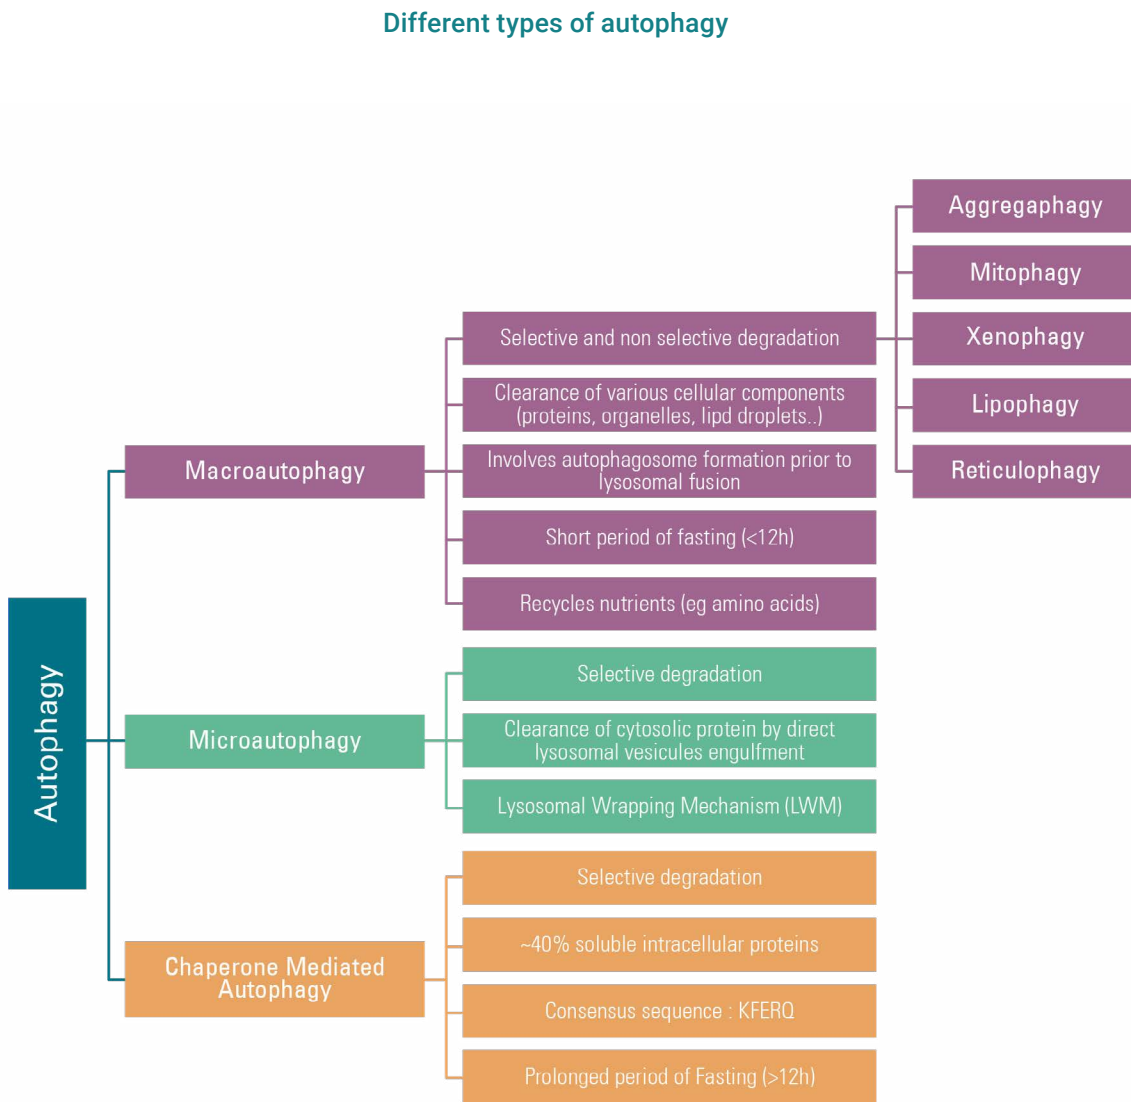 Different types of autophagy
Autophagy
Macroautophagy
Selective and non selective degradation
Aggregaphagy
Mitophagy
Xenophagy
Lipophagy
Reticulophagy
Clearance of various cellular components
(proteins, organelles, lipd droplets..)
Involves autophagosome formation prior to
lysosomal fusion
Short period of fasting (<12h)
Recycles nutrients (eg amino acids)
Microautophagy
Selective degradation
Clearance of cytosolic protein by direct
lysosomal vesicules engulfment
Lysosomal Wrapping Mechanism (LWM)
Chaperone Mediated
Autophagy
Selective degradation
~40% soluble intracellular proteins
Consensus sequence : KFERQ
Prolonged period of Fasting (>12h)